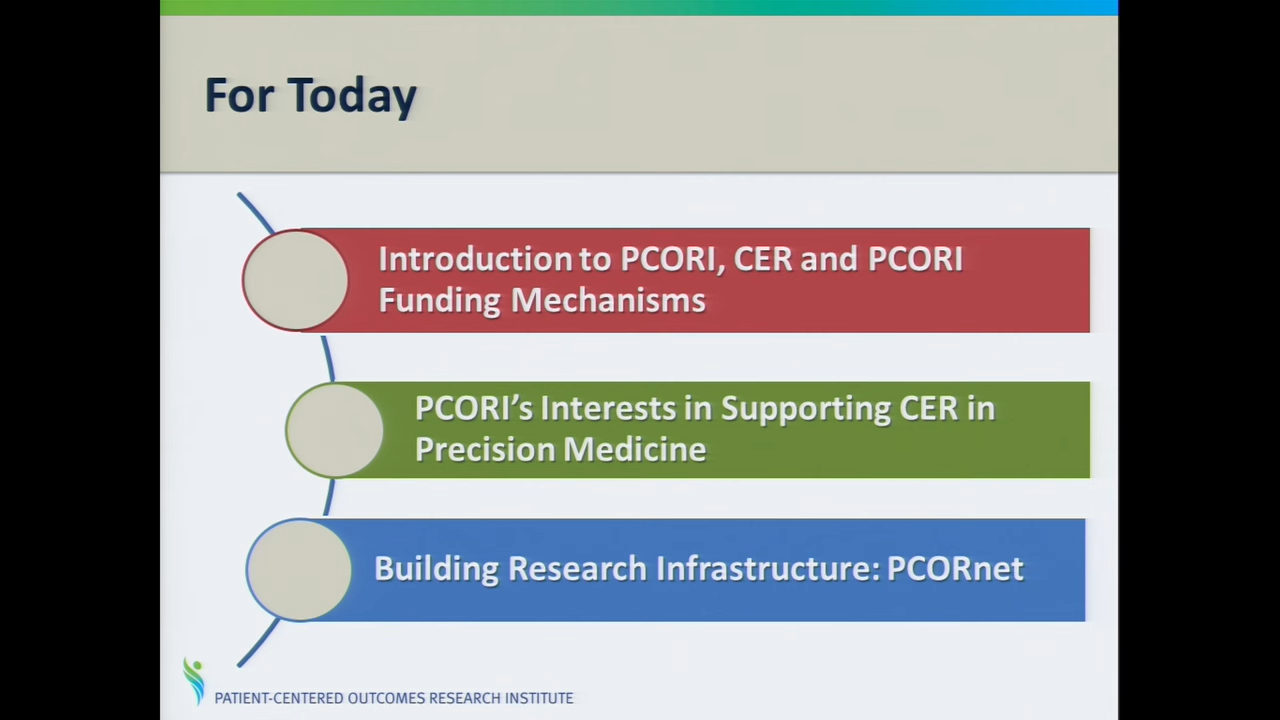 For Today
Introduction to PCORI, CER and PCORI
Funding Mechanisms
PCORI's Interests in Supporting CER in
Precision Medicine
Building Research Infrastructure: PCORnet
PATIENT-CENTERED OUTCOMES RESEARCH INSTITUTE